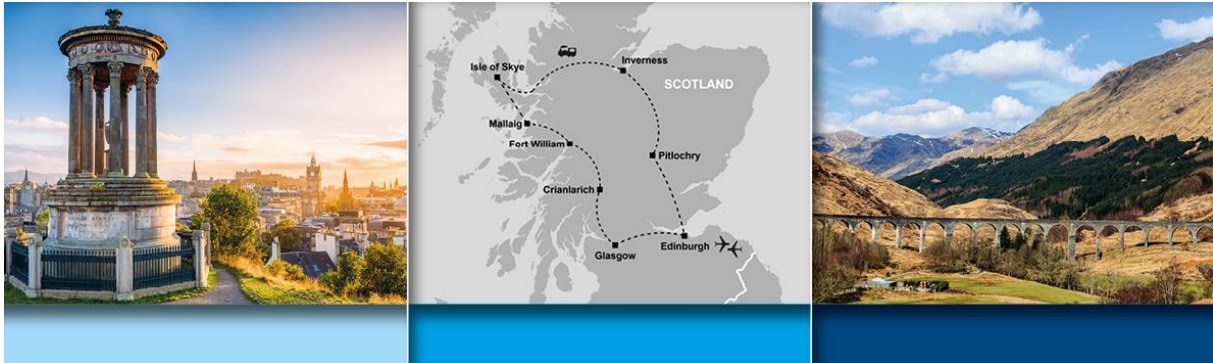 Isle of Skye
Inverness
SCOTLAND
Mallaig
Fort William
Pitlochry
Crianlarich
Edinburgh
Glasgow